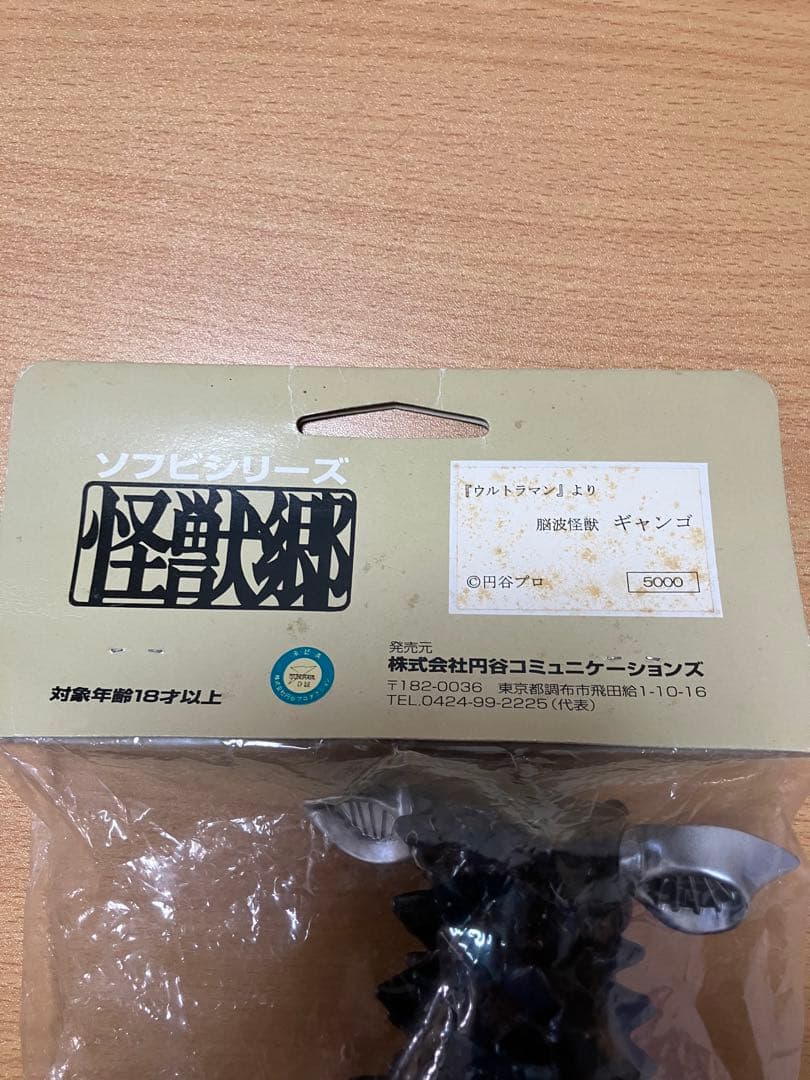 ソフビシリーズ
怪獣郷
『ウルトラマン』より
脳波怪獣 ギャンゴ
©円谷プロ 5000
対象年齢18才以上
発売元
株式会社円谷コミュニケーションズ
〒182-0036 東京都調布市飛田給1-10-16
TEL.0424-99-2225(代表)